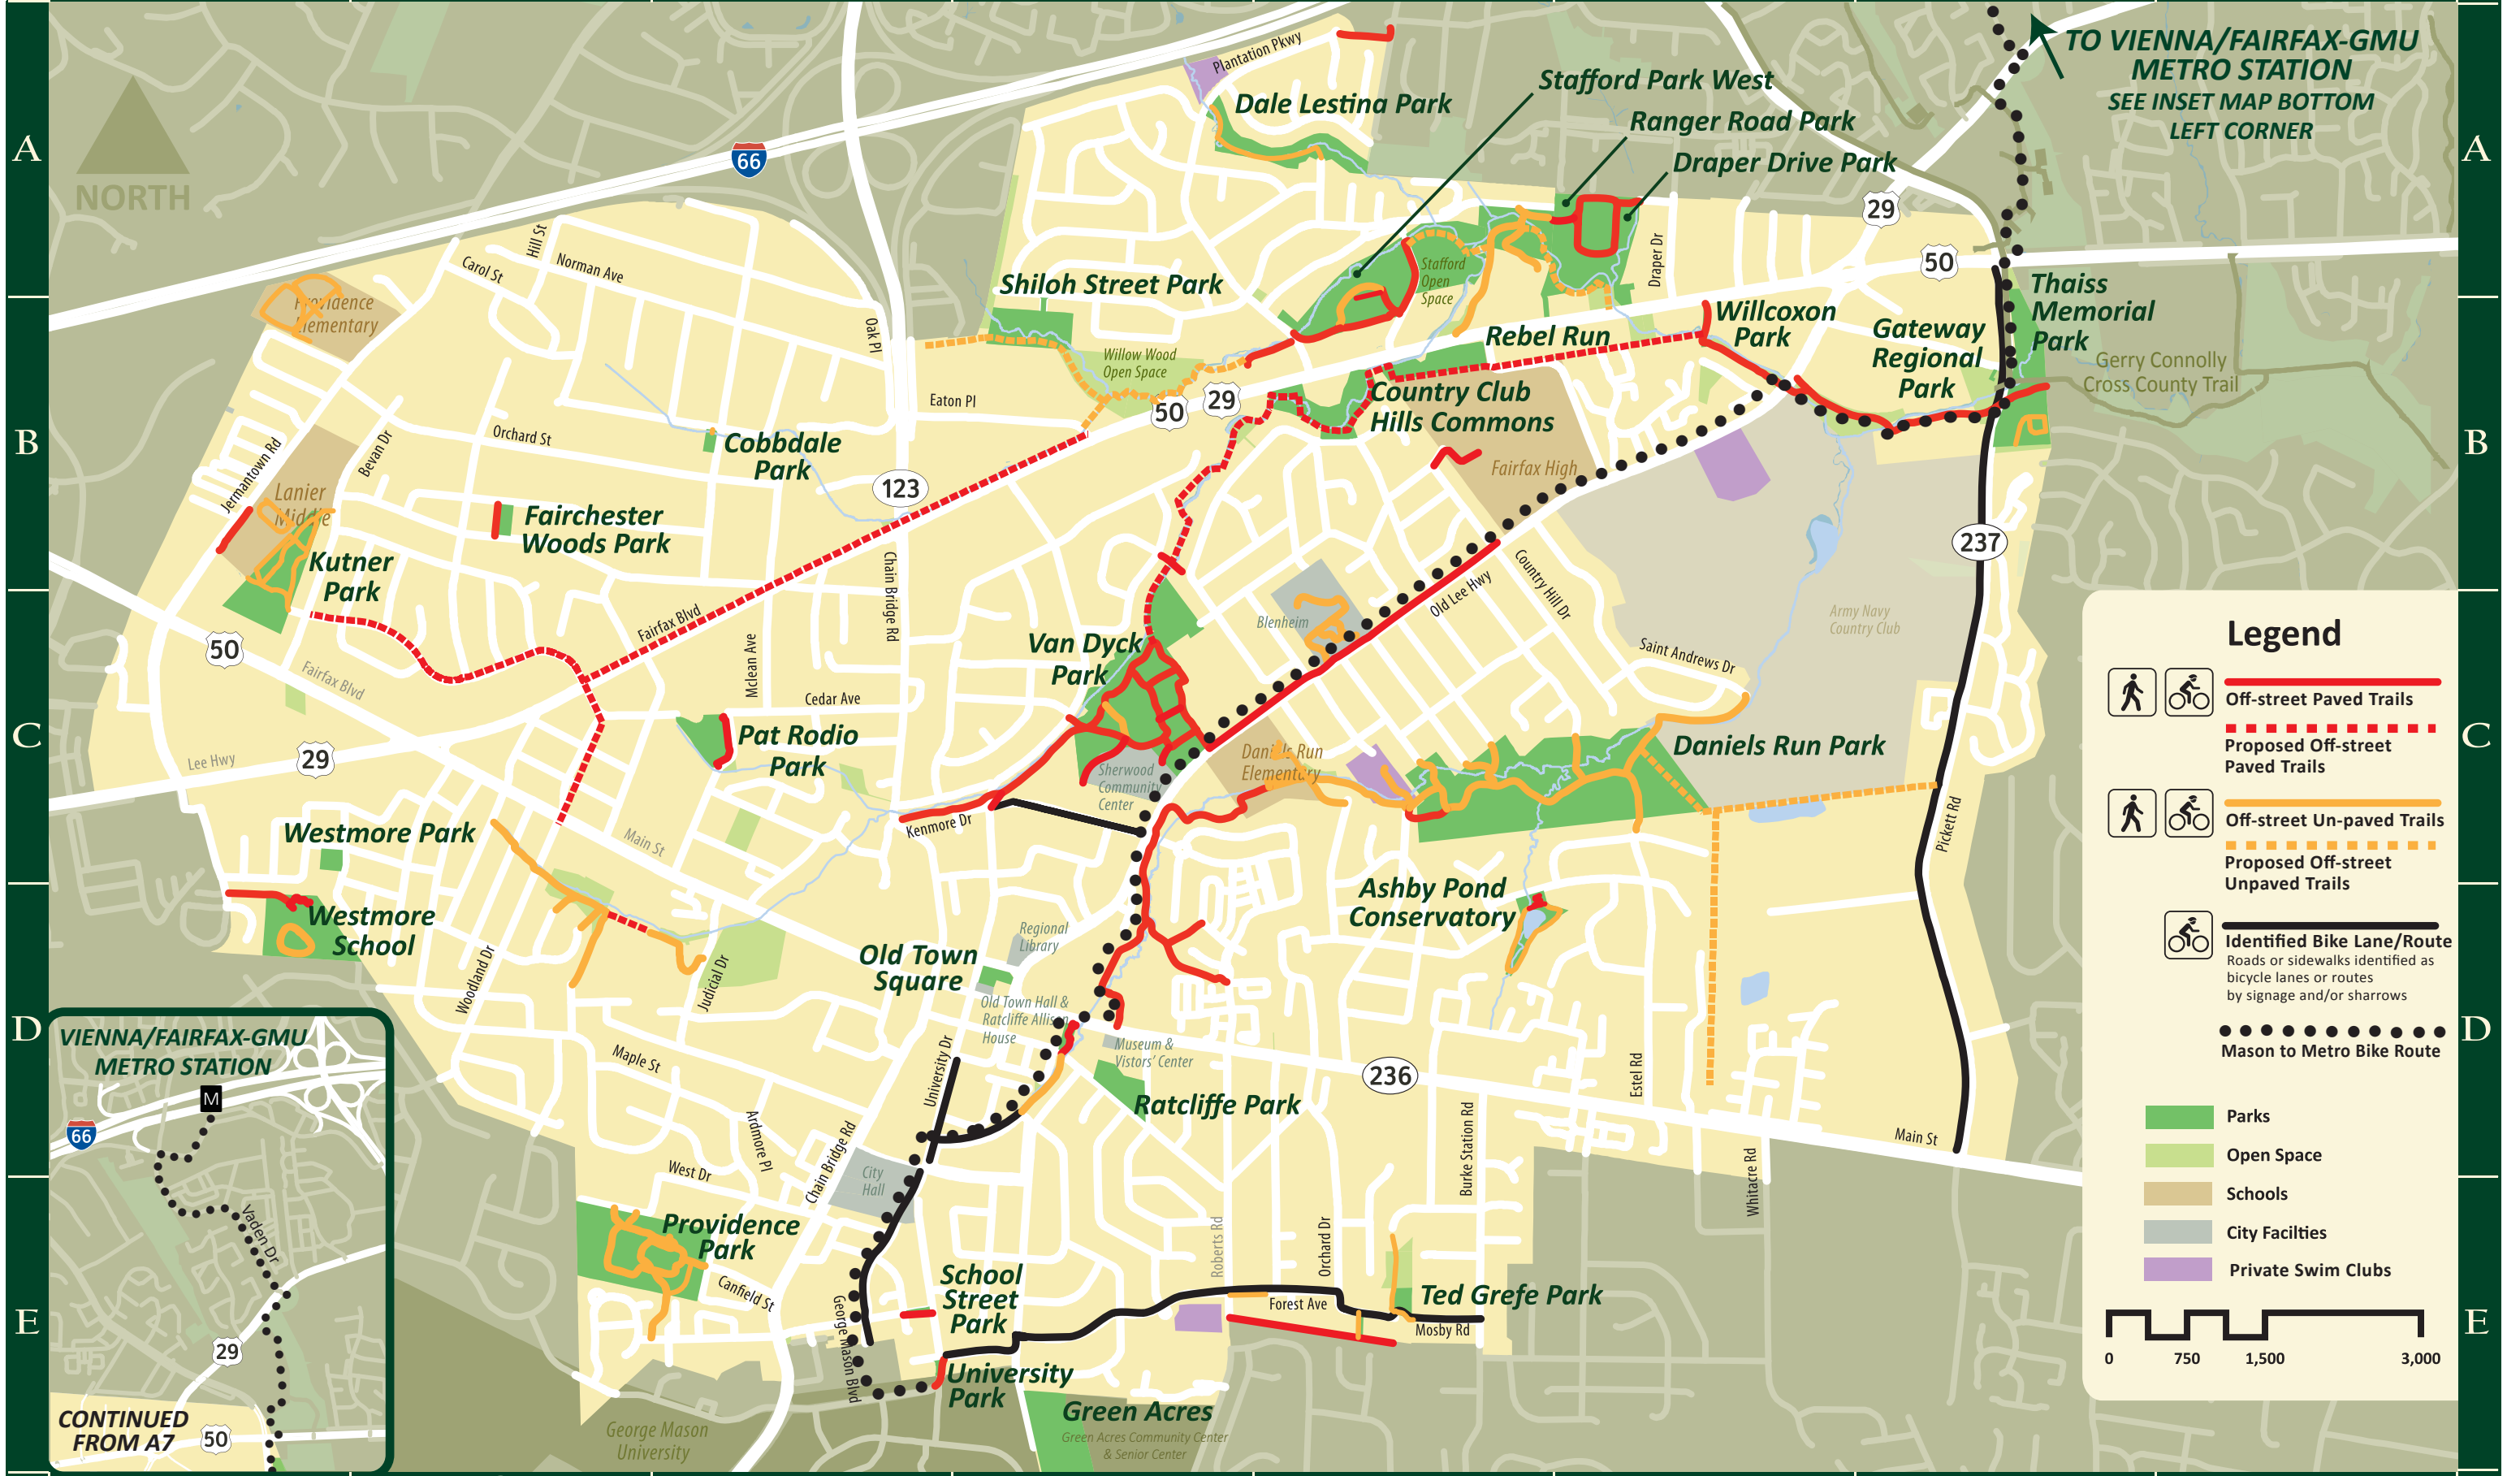 A
B
C
D
E
A
B
C
D
E
NORTH
66
Plantation Pkwy
Dale Lestina Park
Stafford Park West
Ranger Road Park
Draper Drive Park
TO VIENNA/FAIRFAX-GMU
METRO STATION
SEE INSET MAP BOTTOM
LEFT CORNER
29
50
Hill St
Carol St
Norman Ave
Oak Pl
Shiloh Street Park
Stafford
Open
Space
Draper Dr
Providence
Elementary
Willow Wood
Open Space
Rebel Run
Willcoxon
Park
Gateway
Regional
Park
Thaiss
Memorial
Park
Gerry Connolly
Cross County Trail
Eaton Pl
50
29
Country Club
Hills Commons
Jermantown Rd
Bevan Dr
Orchard St
Cobbdale
Park
123
Fairfax High
Lanier
Middle
Fairchester
Woods Park
Kutner
Park
237
Chain Bridge Rd
Country Hill Dr
Old Lee Hwy
Blenheim
Army Navy
Country Club
Fairfax Blvd
50
Fairfax Blvd
Mclean Ave
Van Dyck
Park
Saint Andrews Dr
Cedar Ave
Pat Rodio
Park
Lee Hwy
29
Daniels Run
Elementary
Daniels Run Park
Sherwood
Community
Center
Kenmore Dr
Westmore Park
Main St
Pickett Rd
Westmore
School
Ashby Pond
Conservatory
Regional
Library
Old Town
Square
Woodland Dr
Judicial Dr
Old Town Hall &
Ratcliffe Allison
House
Museum &
Vistors' Center
Maple St
University Dr
236
Estel Rd
Ratcliffe Park
Ardmore Pl
Chain Bridge Rd
Burke Station Rd
Main St
Whitacre Rd
West Dr
City
Hall
Providence
Park
Canfield St
Roberts Rd
Orchard Dr
School
Street
Park
George Mason Blvd
Forest Ave
Ted Grefe Park
Mosby Rd
University
Park
Green Acres
Green Acres Community Center
& Senior Center
George Mason
University
VIENNA/FAIRFAX-GMU
METRO STATION
M
66
Vaden Dr
29
CONTINUED
FROM A7
50
Legend
Off-street Paved Trails
Proposed Off-street
Paved Trails
Off-street Un-paved Trails
Proposed Off-street
Unpaved Trails
Identified Bike Lane/Route
Roads or sidewalks identified as
bicycle lanes or routes
by signage and/or sharrows
Mason to Metro Bike Route
Parks
Open Space
Schools
City Facilties
Private Swim Clubs
0 750 1,500 3,000